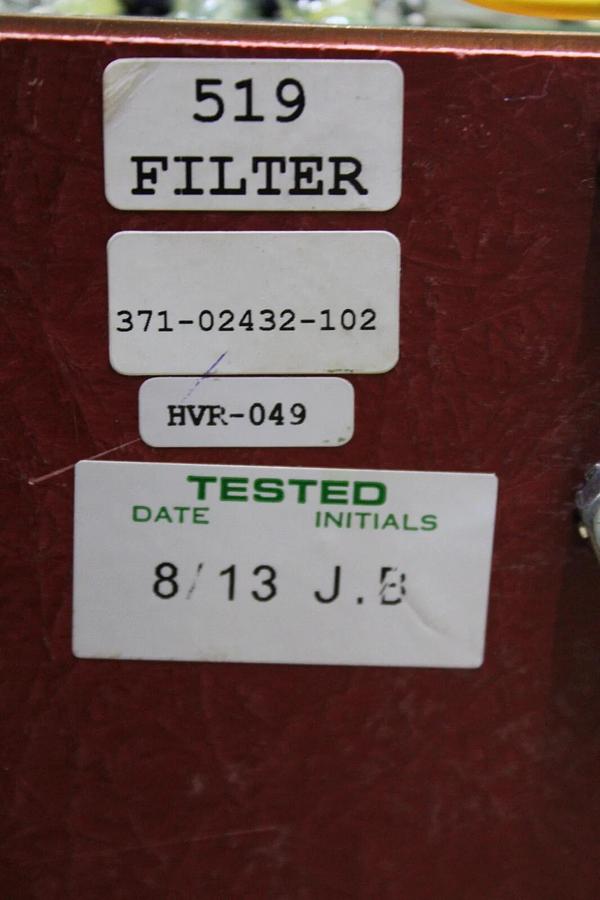 519
FILTER
371-02432-102
HVR-049
TESTED
DATE INITIALS
8/13 J.B